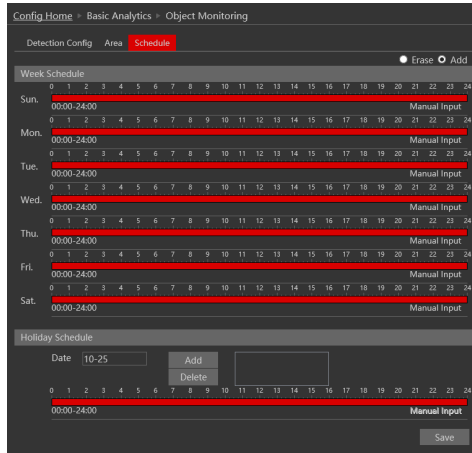 Config Home ▸ Basic Analytics ▸ Object Monitoring
Detection Config Area Schedule
Erase Add
Week Schedule
0 1 2 3 4 5 6 7 8 9 10 11 12 13 14 15 16 17 18 19 20 21 22 23 24
Sun.
00:00-24:00 Manual Input
0 1 2 3 4 5 6 7 8 9 10 11 12 13 14 15 16 17 18 19 20 21 22 23 24
Mon.
00:00-24:00 Manual Input
0 1 2 3 4 5 6 7 8 9 10 11 12 13 14 15 16 17 18 19 20 21 22 23 24
Tue.
00:00-24:00 Manual Input
0 1 2 3 4 5 6 7 8 9 10 11 12 13 14 15 16 17 18 19 20 21 22 23 24
Wed.
00:00-24:00 Manual Input
0 1 2 3 4 5 6 7 8 9 10 11 12 13 14 15 16 17 18 19 20 21 22 23 24
Thu.
00:00-24:00 Manual Input
0 1 2 3 4 5 6 7 8 9 10 11 12 13 14 15 16 17 18 19 20 21 22 23 24
Fri.
00:00-24:00 Manual Input
0 1 2 3 4 5 6 7 8 9 10 11 12 13 14 15 16 17 18 19 20 21 22 23 24
Sat.
00:00-24:00 Manual Input
Holiday Schedule
Date 10-25 Add
Delete
0 1 2 3 4 5 6 7 8 9 10 11 12 13 14 15 16 17 18 19 20 21 22 23 24
00:00-24:00 Manual Input
Save